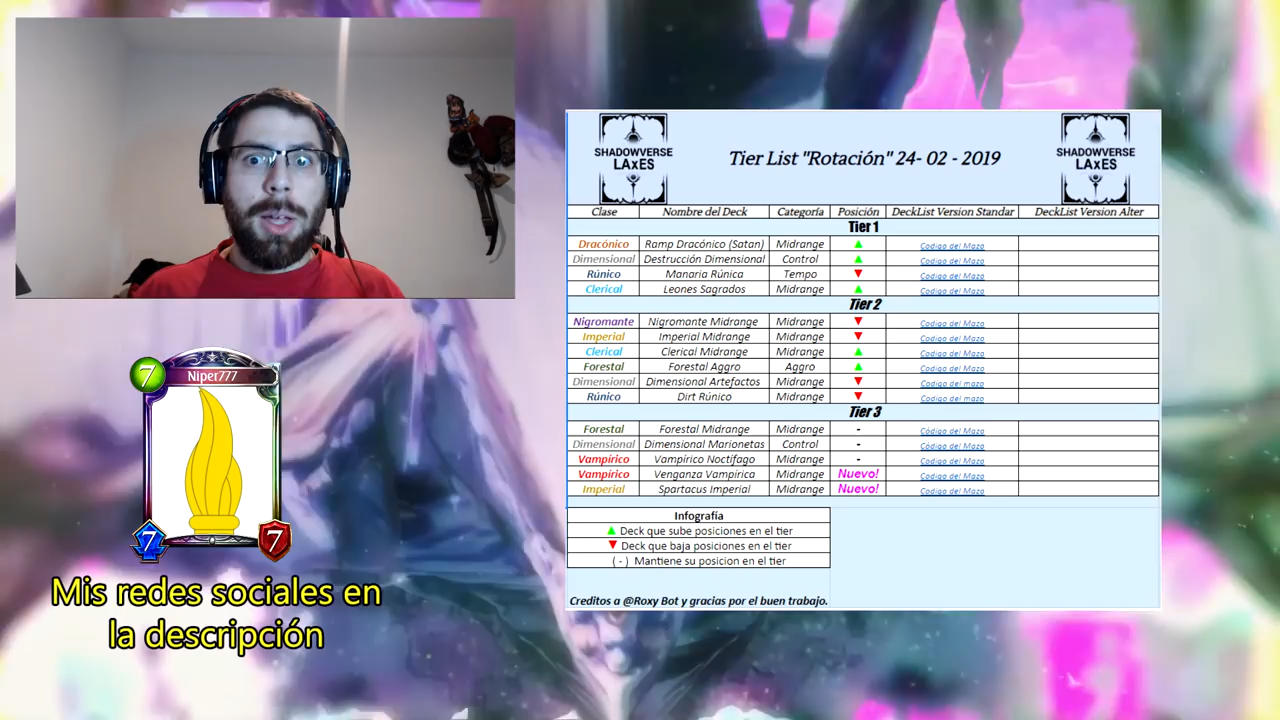 SHADOWVERSE
LAxES
Tier List "Rotación" 24- 02 - 2019
SHADOWVERSE
LAxES
Clase Nombre del Deck Categoría Posición DeckList Version Standar DeckList Version Alter
Tier 1
Dracónico Ramp Dracónico (Satan) Midrange ▲ Codigo del Mazo
Dimensional Destrucción Dimensional Control ▲ Codigo del Mazo
Rúnico Manaria Rúnica Tempo ▼ Codigo del Mazo
Clerical Leones Sagrados Midrange ▲ Codigo del Mazo
Tier 2
Nigromante Nigromante Midrange Midrange ▼ Codigo del Mazo
Imperial Imperial Midrange Midrange ▼ Codigo del Mazo
Clerical Clerical Midrange Midrange ▲ Codigo del Mazo
Forestal Forestal Aggro Aggro ▲ Codigo del Mazo
Dimensional Dimensional Artefactos Midrange ▼ Codigo del mazo
Rúnico Dirt Rúnico Midrange ▼ Codigo del mazo
Tier 3
Forestal Forestal Midrange Midrange - Código del Mazo
Dimensional Dimensional Marionetas Control - Código del Mazo
Vampírico Vampírico Noctífago Midrange - Codigo del Mazo
Vampírico Venganza Vampírica Midrange Nuevo! Codigo del Mazo
Imperial Spartacus Imperial Midrange Nuevo! Codigo del Mazo
Infografía
▲ Deck que sube posiciones en el tier
▼ Deck que baja posiciones en el tier
( - ) Mantiene su posicion en el tier
Creditos a @Roxy Bot y gracias por el buen trabajo.
7
Niper777
7
7
Mis redes sociales en
la descripción